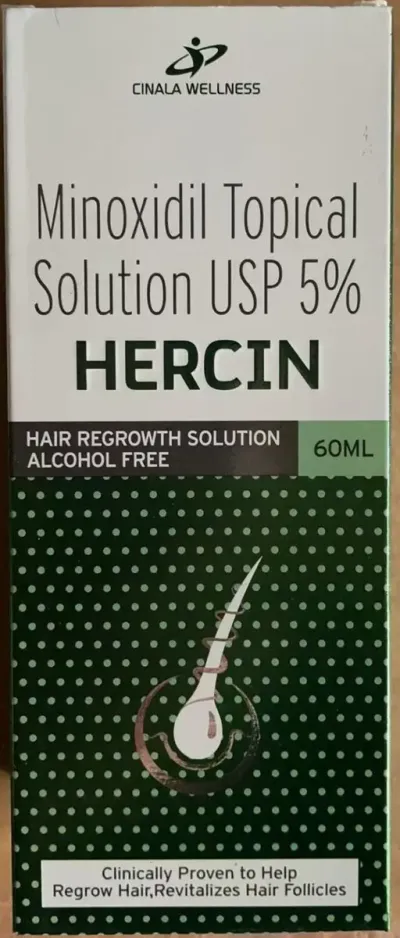 CINALA WELLNESS
Minoxidil Topical
Solution USP 5%
HERCIN
HAIR REGROWTH SOLUTION
ALCOHOL FREE
60ML
Clinically Proven to Help
Regrow Hair,Revitalizes Hair Follicles